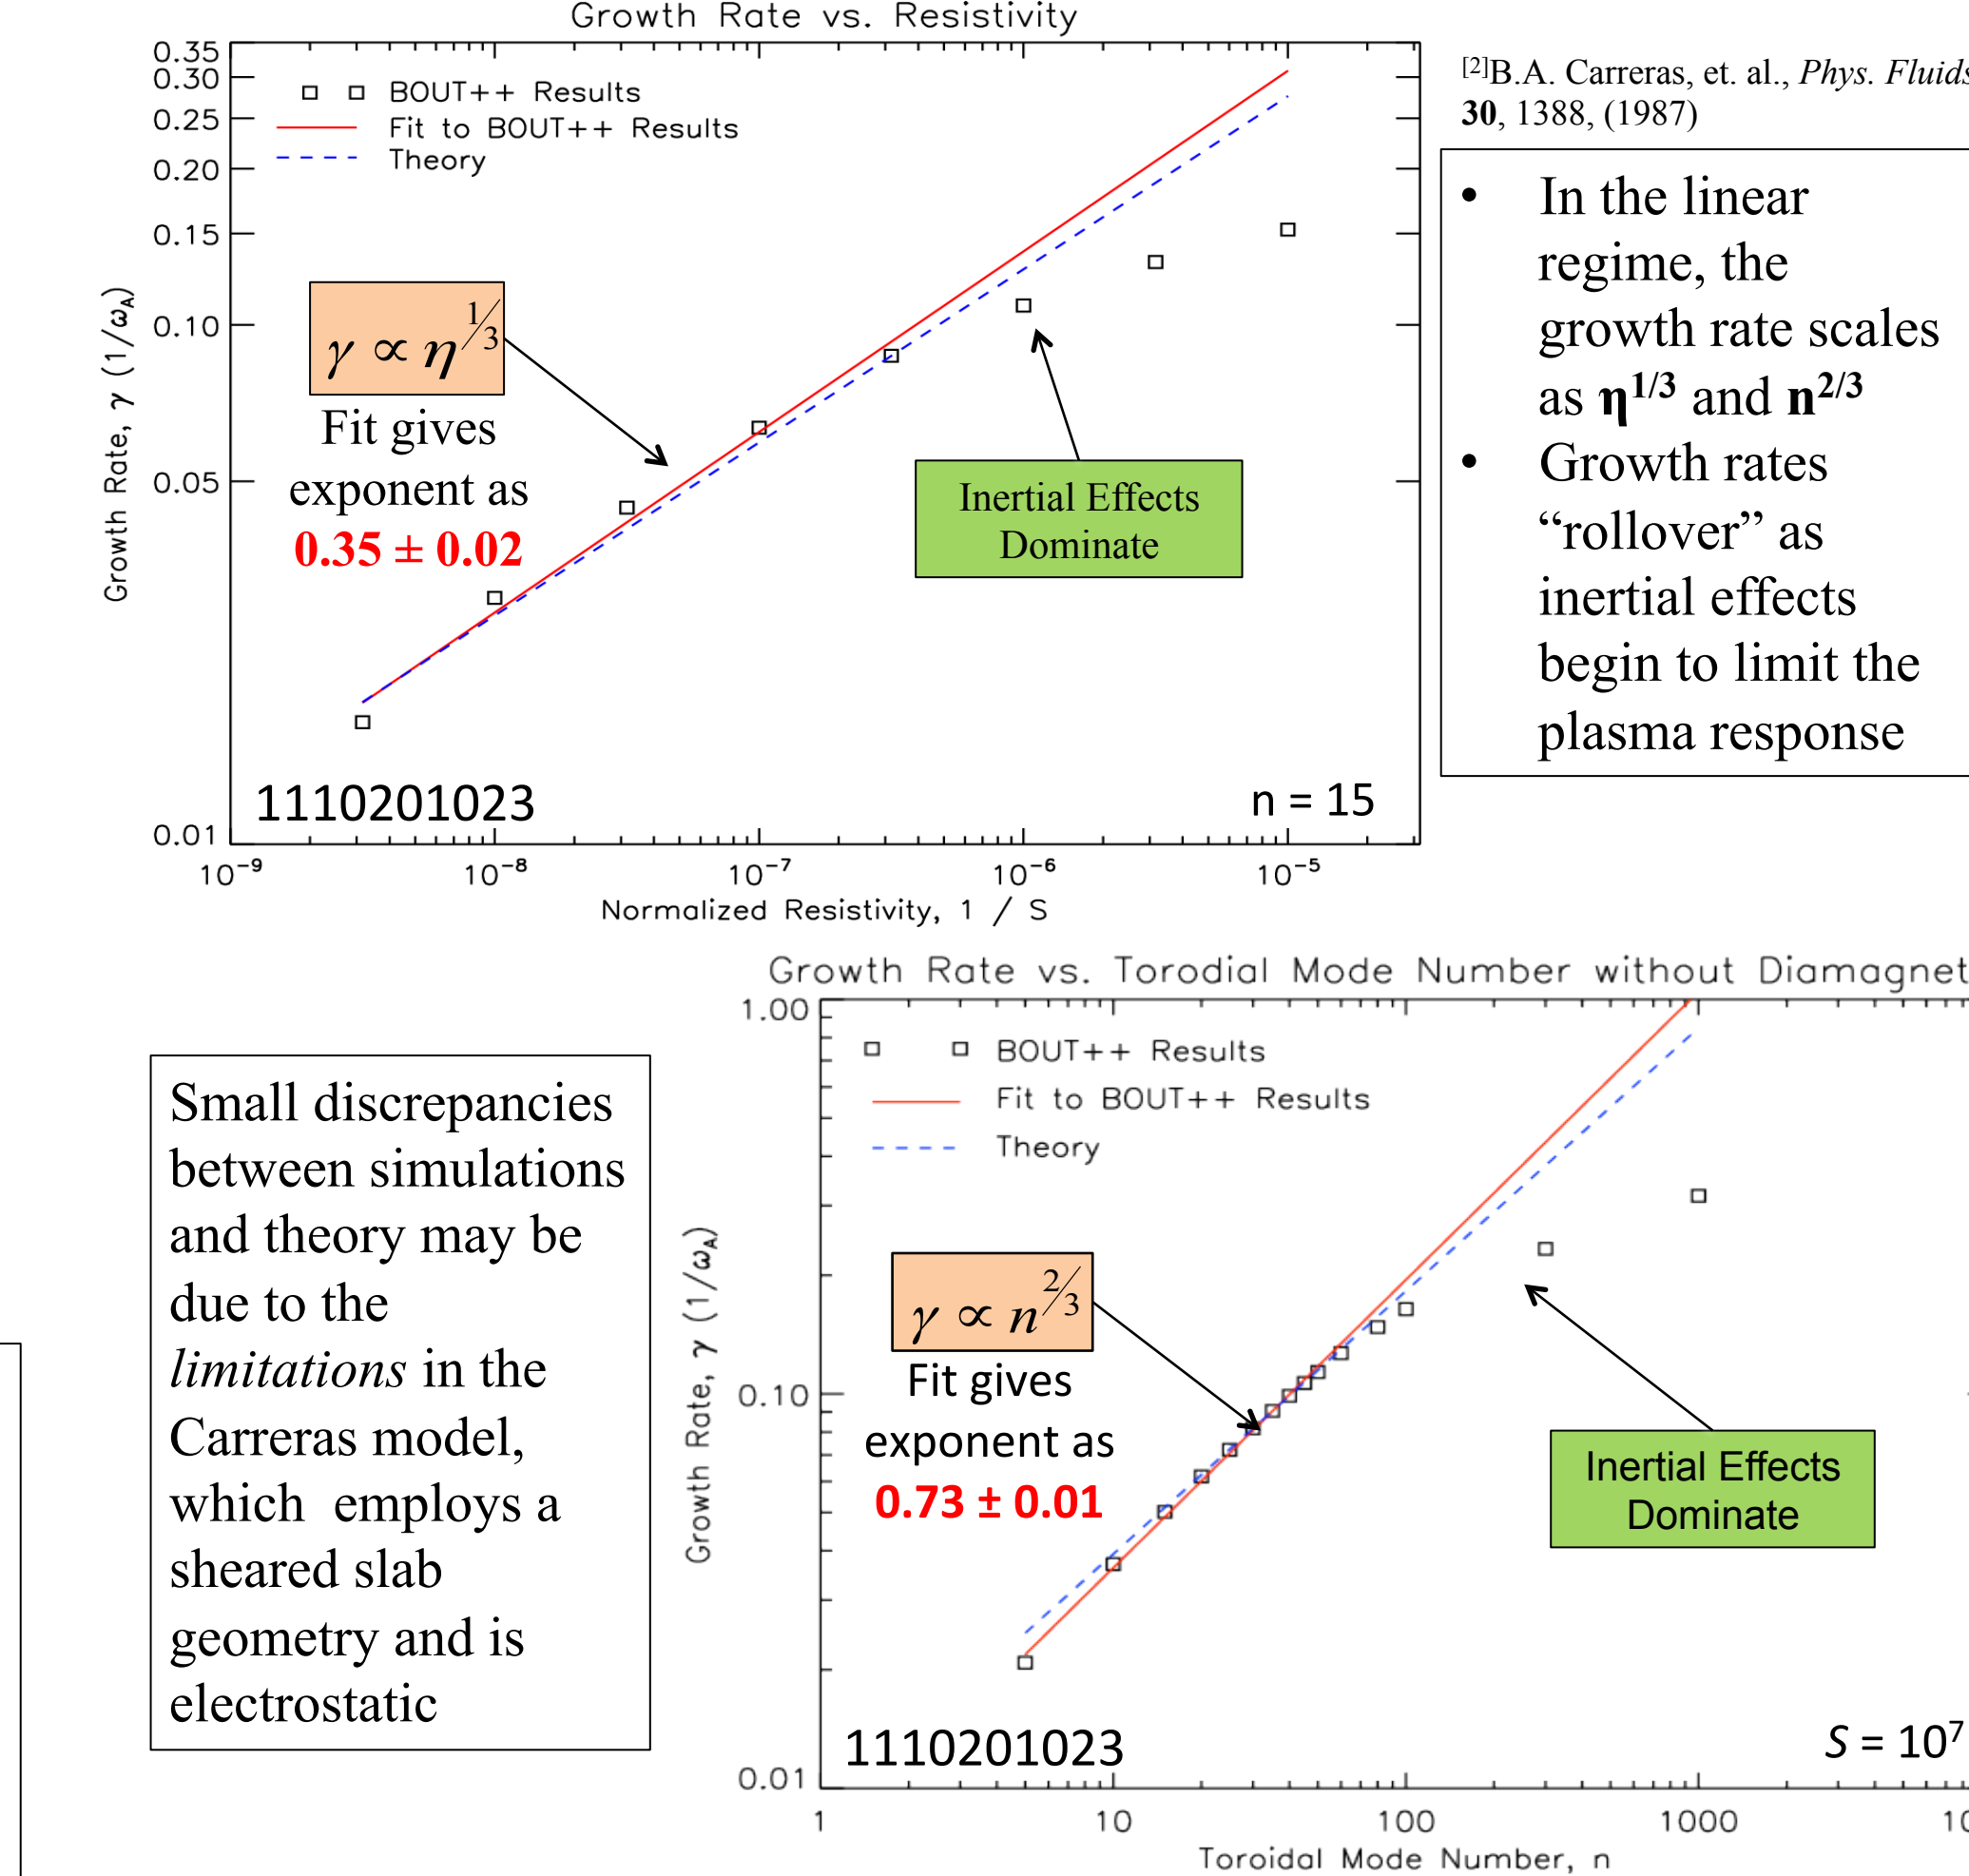 Growth Rate vs. Resistivity
0.35
0.30
0.25
0.20
0.15
0.10
0.05
0.01
Growth Rate, γ (1/ω_A)
BOUT++ Results
Fit to BOUT++ Results
Theory
γ ∝ η^1/3
Fit gives
exponent as
0.35 ± 0.02
Inertial Effects
Dominate
1110201023
n = 15
10⁻⁹ 10⁻⁸ 10⁻⁷ 10⁻⁶ 10⁻⁵
Normalized Resistivity, 1 / S
[2]B.A. Carreras, et. al., Phys. Fluids
30, 1388, (1987)
• In the linear
regime, the
growth rate scales
as η^1/3 and n^2/3
• Growth rates
“rollover” as
inertial effects
begin to limit the
plasma response
Small discrepancies
between simulations
and theory may be
due to the
limitations in the
Carreras model,
which employs a
sheared slab
geometry and is
electrostatic
Growth Rate vs. Torodial Mode Number without Diamagnet
1.00
0.10
0.01
Growth Rate, γ (1/ω_A)
BOUT++ Results
Fit to BOUT++ Results
Theory
γ ∝ n^2/3
Fit gives
exponent as
0.73 ± 0.01
Inertial Effects
Dominate
1110201023
S = 10⁷
1 10 100 1000
Toroidal Mode Number, n